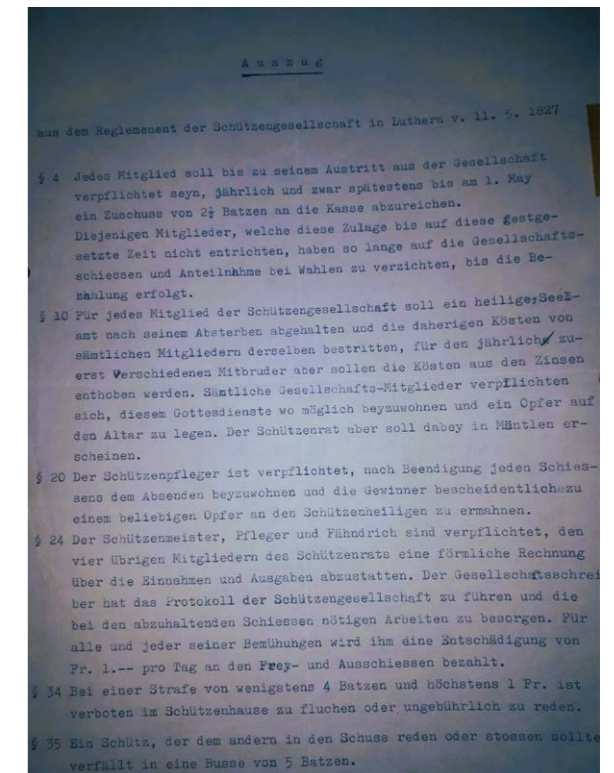 Auszug
aus dem Reglemenent der Schützengesellschaft in Luthern v. 11. 5. 1827
§ 4 Jedes Mitglied soll bis zu seinem Austritt aus der Gesellschaft
verpflichtet seyn, jährlich und zwar spätestens bis am 1. May
ein Zuschuss von 2½ Batzen an die Kasse abzureichen.
Diejenigen Mitglieder, welche diese Zulage bis auf diese gestge-
setzte Zeit nicht entrichten, haben so lange auf die Gesellschafts-
schiessen und Anteilnahme bei Wahlen zu verzichten, bis die Be-
zahlung erfolgt.
§ 10 Für jedes Mitglied der Schützengesellschaft soll ein heilige, Seel-
amt nach seinem Absterben abgehalten und die daherigen Kösten von
sämtlichen Mitgliedern derselben bestritten, für den jährlich zu-
erst Verschiedenen Mitbruder aber sollen die Kösten aus den Zinsen
enthoben werden. Sämtliche Gesellschafts-Mitglieder verpflichten
sich, diesem Gottesdienste wo möglich beyzuwohnen und ein Opfer auf
den Altar zu legen. Der Schützenrat aber soll dabey in Mäntlen er-
scheinen.
§ 20 Der Schützenpfleger ist verpflichtet, nach Beendigung jeden Schies-
sens dem Absenden beyzuwohnen und die Gewinner bescheidentlich zu
einem beliebigen Opfer an den Schützenheiligen zu ermahnen.
§ 24 Der Schützenmeister, Pfleger und Fähndrich sind verpflichtet, den
vier übrigen Mitgliedern des Schützenrats eine förmliche Rechnung
über die Einnahmen und Ausgaben abzustatten. Der Gesellschaftsschrei
ber hat das Protokoll der Schützengesellschaft zu führen und die
bei den abzuhaltenden Schiessen nötigen Arbeiten zu besorgen. Für
alle und jeder seiner Bemühungen wird ihm dine Entschädigung von
Fr. 1.-- pro Tag an den Frey- und Ausschiessen bezahlt.
§ 34 Bei einer Strafe von wenigstens 4 Batzen und höchstens 1 Fr. ist
verboten im Schützenhause zu fluchen oder ungebührlich zu reden.
§ 35 Ein Schütz, der dem andern in den Schuss reden oder stossen sollte
verfällt in eine Busse von 5 Batzen.